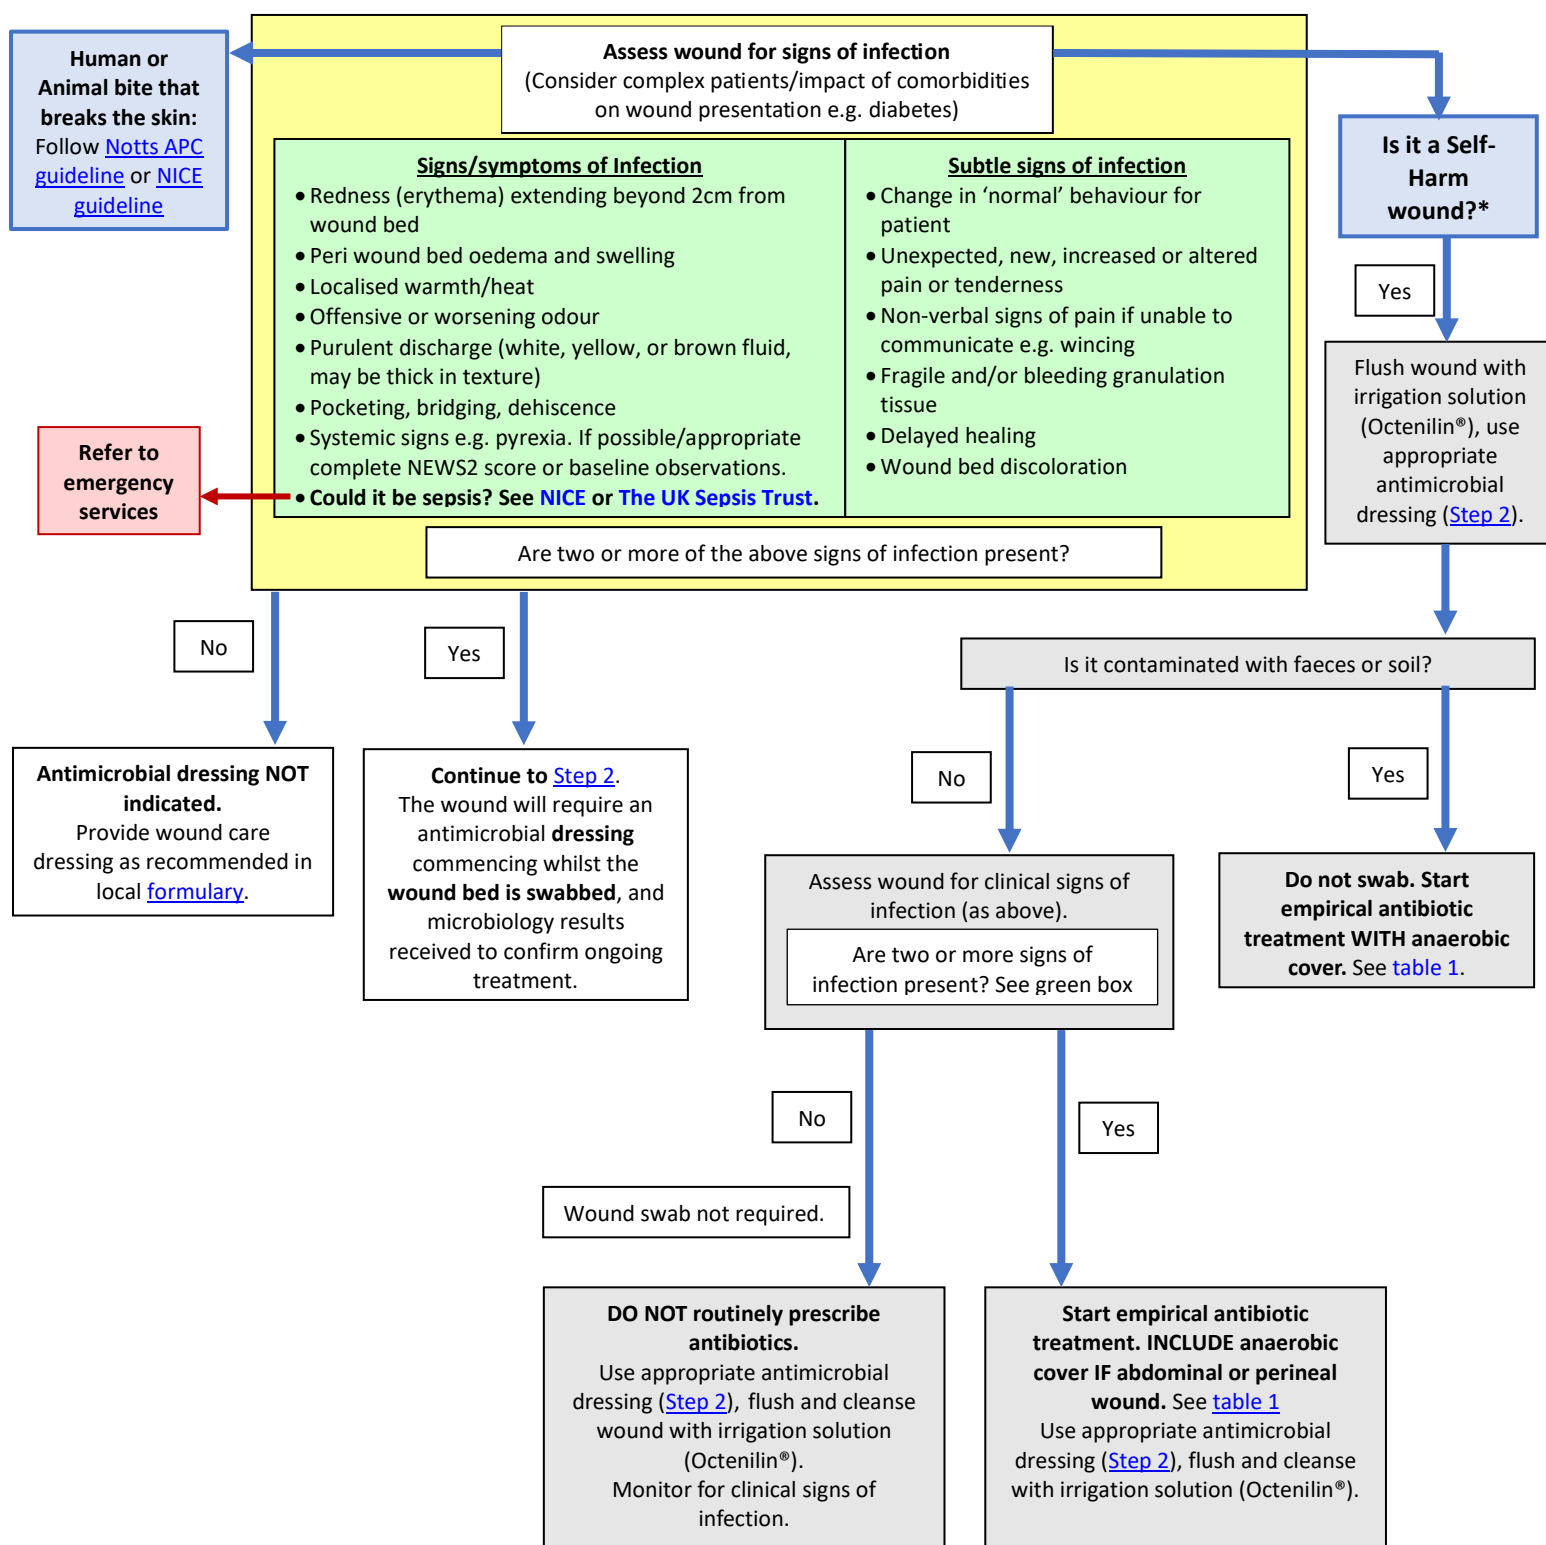 Human or
Animal bite that
breaks the skin:
Follow Notts APC
guideline or NICE
guideline
Assess wound for signs of infection
(Consider complex patients/impact of comorbidities
on wound presentation e.g. diabetes)
Signs/symptoms of Infection
• Redness (erythema) extending beyond 2cm from
wound bed
• Peri wound bed oedema and swelling
• Localised warmth/heat
• Offensive or worsening odour
• Purulent discharge (white, yellow, or brown fluid,
may be thick in texture)
• Pocketing, bridging, dehiscence
• Systemic signs e.g. pyrexia. If possible/appropriate
complete NEWS2 score or baseline observations.
• Could it be sepsis? See NICE or The UK Sepsis Trust.
Subtle signs of infection
• Change in ‘normal’ behaviour for
patient
• Unexpected, new, increased or altered
pain or tenderness
• Non-verbal signs of pain if unable to
communicate e.g. wincing
• Fragile and/or bleeding granulation
tissue
• Delayed healing
• Wound bed discoloration
Refer to
emergency
services
Are two or more of the above signs of infection present?
Is it a Self-
Harm
wound?*
Yes
Flush wound with
irrigation solution
(Octenilin®), use
appropriate
antimicrobial
dressing (Step 2).
No
Yes
Is it contaminated with faeces or soil?
Antimicrobial dressing NOT
indicated.
Provide wound care
dressing as recommended in
local formulary.
Continue to Step 2.
The wound will require an
antimicrobial dressing
commencing whilst the
wound bed is swabbed, and
microbiology results
received to confirm ongoing
treatment.
No
Yes
Assess wound for clinical signs of
infection (as above).
Are two or more signs of
infection present? See green box
Do not swab. Start
empirical antibiotic
treatment WITH anaerobic
cover. See table 1.
No
Yes
Wound swab not required.
DO NOT routinely prescribe
antibiotics.
Use appropriate antimicrobial
dressing (Step 2), flush and cleanse
wound with irrigation solution
(Octenilin®).
Monitor for clinical signs of
infection.
Start empirical antibiotic
treatment. INCLUDE anaerobic
cover IF abdominal or perineal
wound. See table 1
Use appropriate antimicrobial
dressing (Step 2), flush and cleanse
with irrigation solution (Octenilin®).